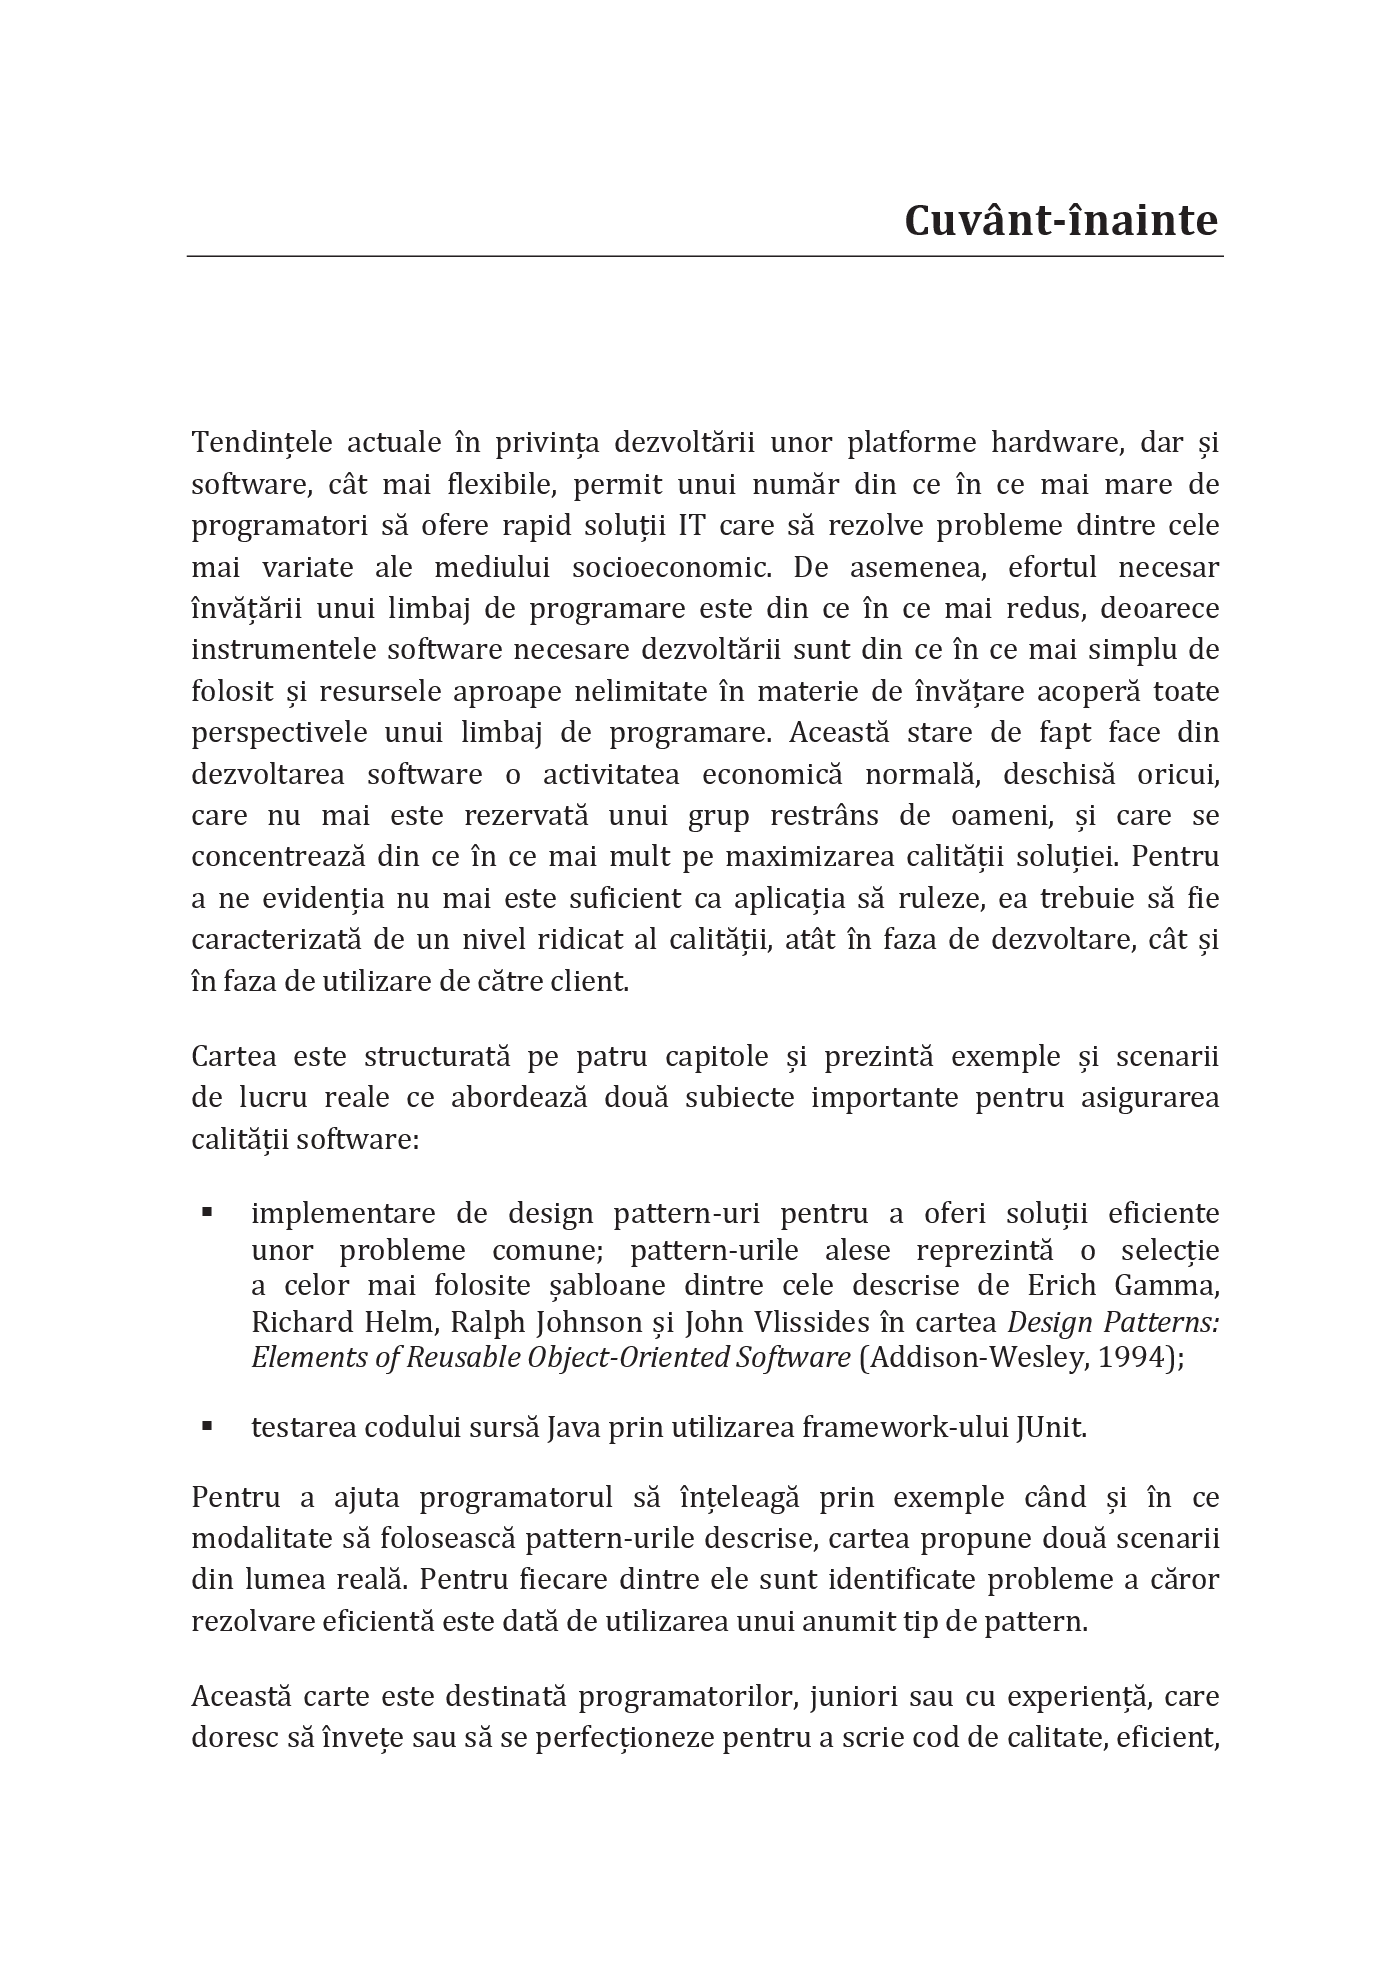 Cuvânt-înainte
Tendințele actuale în privința dezvoltării unor platforme hardware, dar și
software, cât mai flexibile, permit unui număr din ce în ce mai mare de
programatori să ofere rapid soluții IT care să rezolve probleme dintre cele
mai variate ale mediului socioeconomic. De asemenea, efortul necesar
învățării unui limbaj de programare este din ce în ce mai redus, deoarece
instrumentele software necesare dezvoltării sunt din ce în ce mai simplu de
folosit și resursele aproape nelimitate în materie de învățare acoperă toate
perspectivele unui limbaj de programare. Această stare de fapt face din
dezvoltarea software o activitatea economică normală, deschisă oricui,
care nu mai este rezervată unui grup restrâns de oameni, și care se
concentrează din ce în ce mai mult pe maximizarea calității soluției. Pentru
a ne evidenția nu mai este suficient ca aplicația să ruleze, ea trebuie să fie
caracterizată de un nivel ridicat al calității, atât în faza de dezvoltare, cât și
în faza de utilizare de către client.
Cartea este structurată pe patru capitole și prezintă exemple și scenarii
de lucru reale ce abordează două subiecte importante pentru asigurarea
calității software:
▪ implementare de design pattern-uri pentru a oferi soluții eficiente
unor probleme comune; pattern-urile alese reprezintă o selecție
a celor mai folosite șabloane dintre cele descrise de Erich Gamma,
Richard Helm, Ralph Johnson și John Vlissides în cartea Design Patterns:
Elements of Reusable Object-Oriented Software (Addison-Wesley, 1994);
▪ testarea codului sursă Java prin utilizarea framework-ului JUnit.
Pentru a ajuta programatorul să înțeleagă prin exemple când și în ce
modalitate să folosească pattern-urile descrise, cartea propune două scenarii
din lumea reală. Pentru fiecare dintre ele sunt identificate probleme a căror
rezolvare eficientă este dată de utilizarea unui anumit tip de pattern.
Această carte este destinată programatorilor, juniori sau cu experiență, care
doresc să învețe sau să se perfecționeze pentru a scrie cod de calitate, eficient,